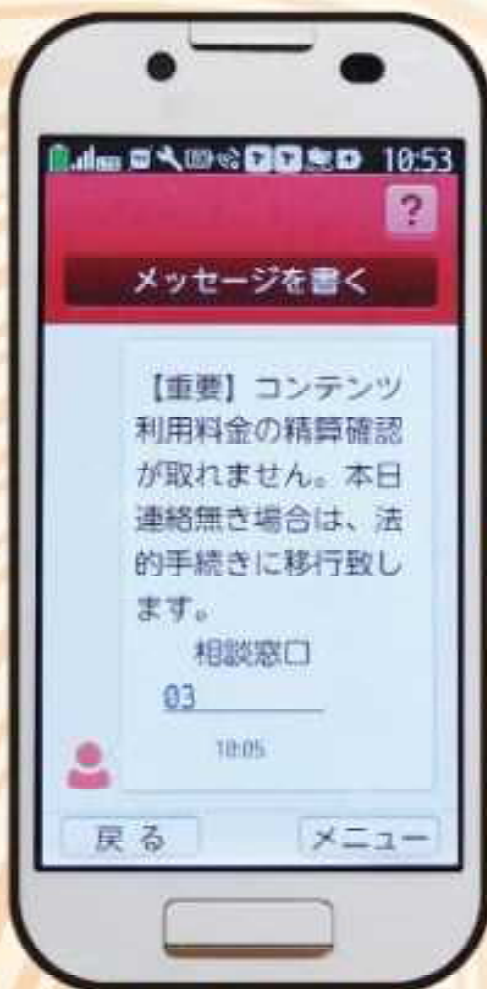 10:53
?
メッセージを書く
【重要】コンテンツ
利用料金の精算確認
が取れません。本日
連絡無き場合は、法
的手続きに移行致し
ます。
相談窓口
03
10:05
戻る
メニュー